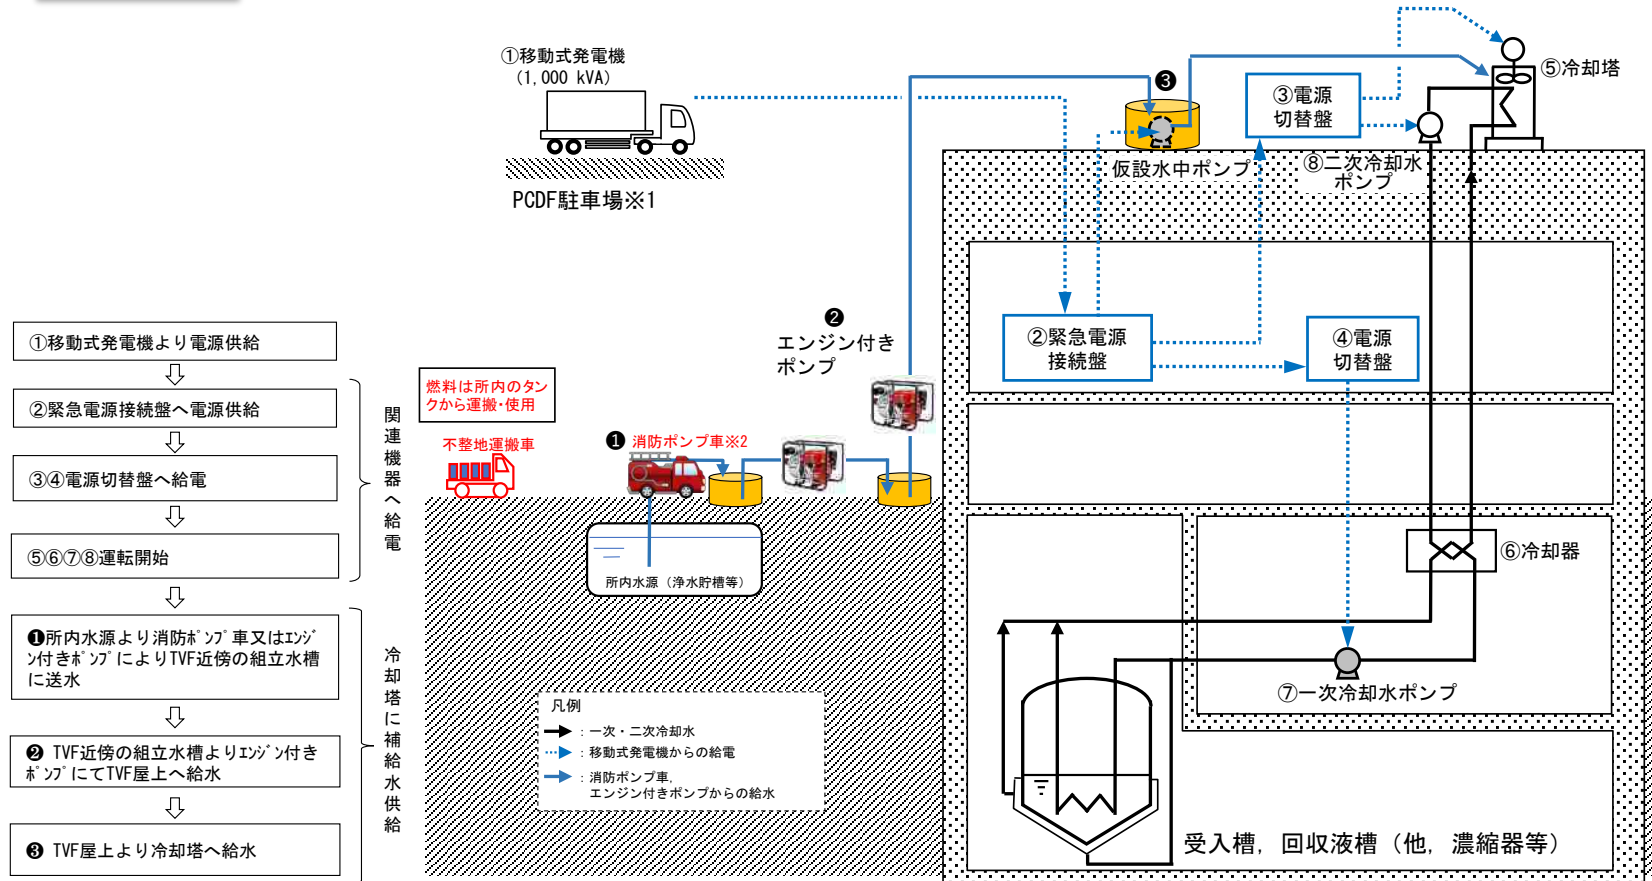 ①移動式発電機
(1,000 kVA)
PCDF駐車場※1
❸
仮設水中ポンプ
③電源
切替盤
⑤冷却塔
⑧二次冷却水
ポンプ
②緊急電源
接続盤
④電源
切替盤
❷
エンジン付き
ポンプ
燃料は所内のタン
クから運搬・使用
不整地運搬車
❶ 消防ポンプ車※2
所内水源（浄水貯槽等）
⑥冷却器
⑦一次冷却水ポンプ
受入槽, 回収液槽（他, 濃縮器等）
凡例
：一次・二次冷却水
：移動式発電機からの給電
：消防ポンプ車,
エンジン付きポンプからの給水
①移動式発電機より電源供給
②緊急電源接続盤へ電源供給
③④電源切替盤へ給電
⑤⑥⑦⑧運転開始
関連機器へ給電
❶所内水源より消防ﾎﾟﾝﾌﾟ車又はｴﾝｼﾞ
ﾝ付きﾎﾟﾝﾌﾟによりTVF近傍の組立水槽
に送水
❷ TVF近傍の組立水槽よりｴﾝｼﾞﾝ付き
ﾎﾟﾝﾌﾟにてTVF屋上へ給水
❸ TVF屋上より冷却塔へ給水
冷却塔に補給水供給